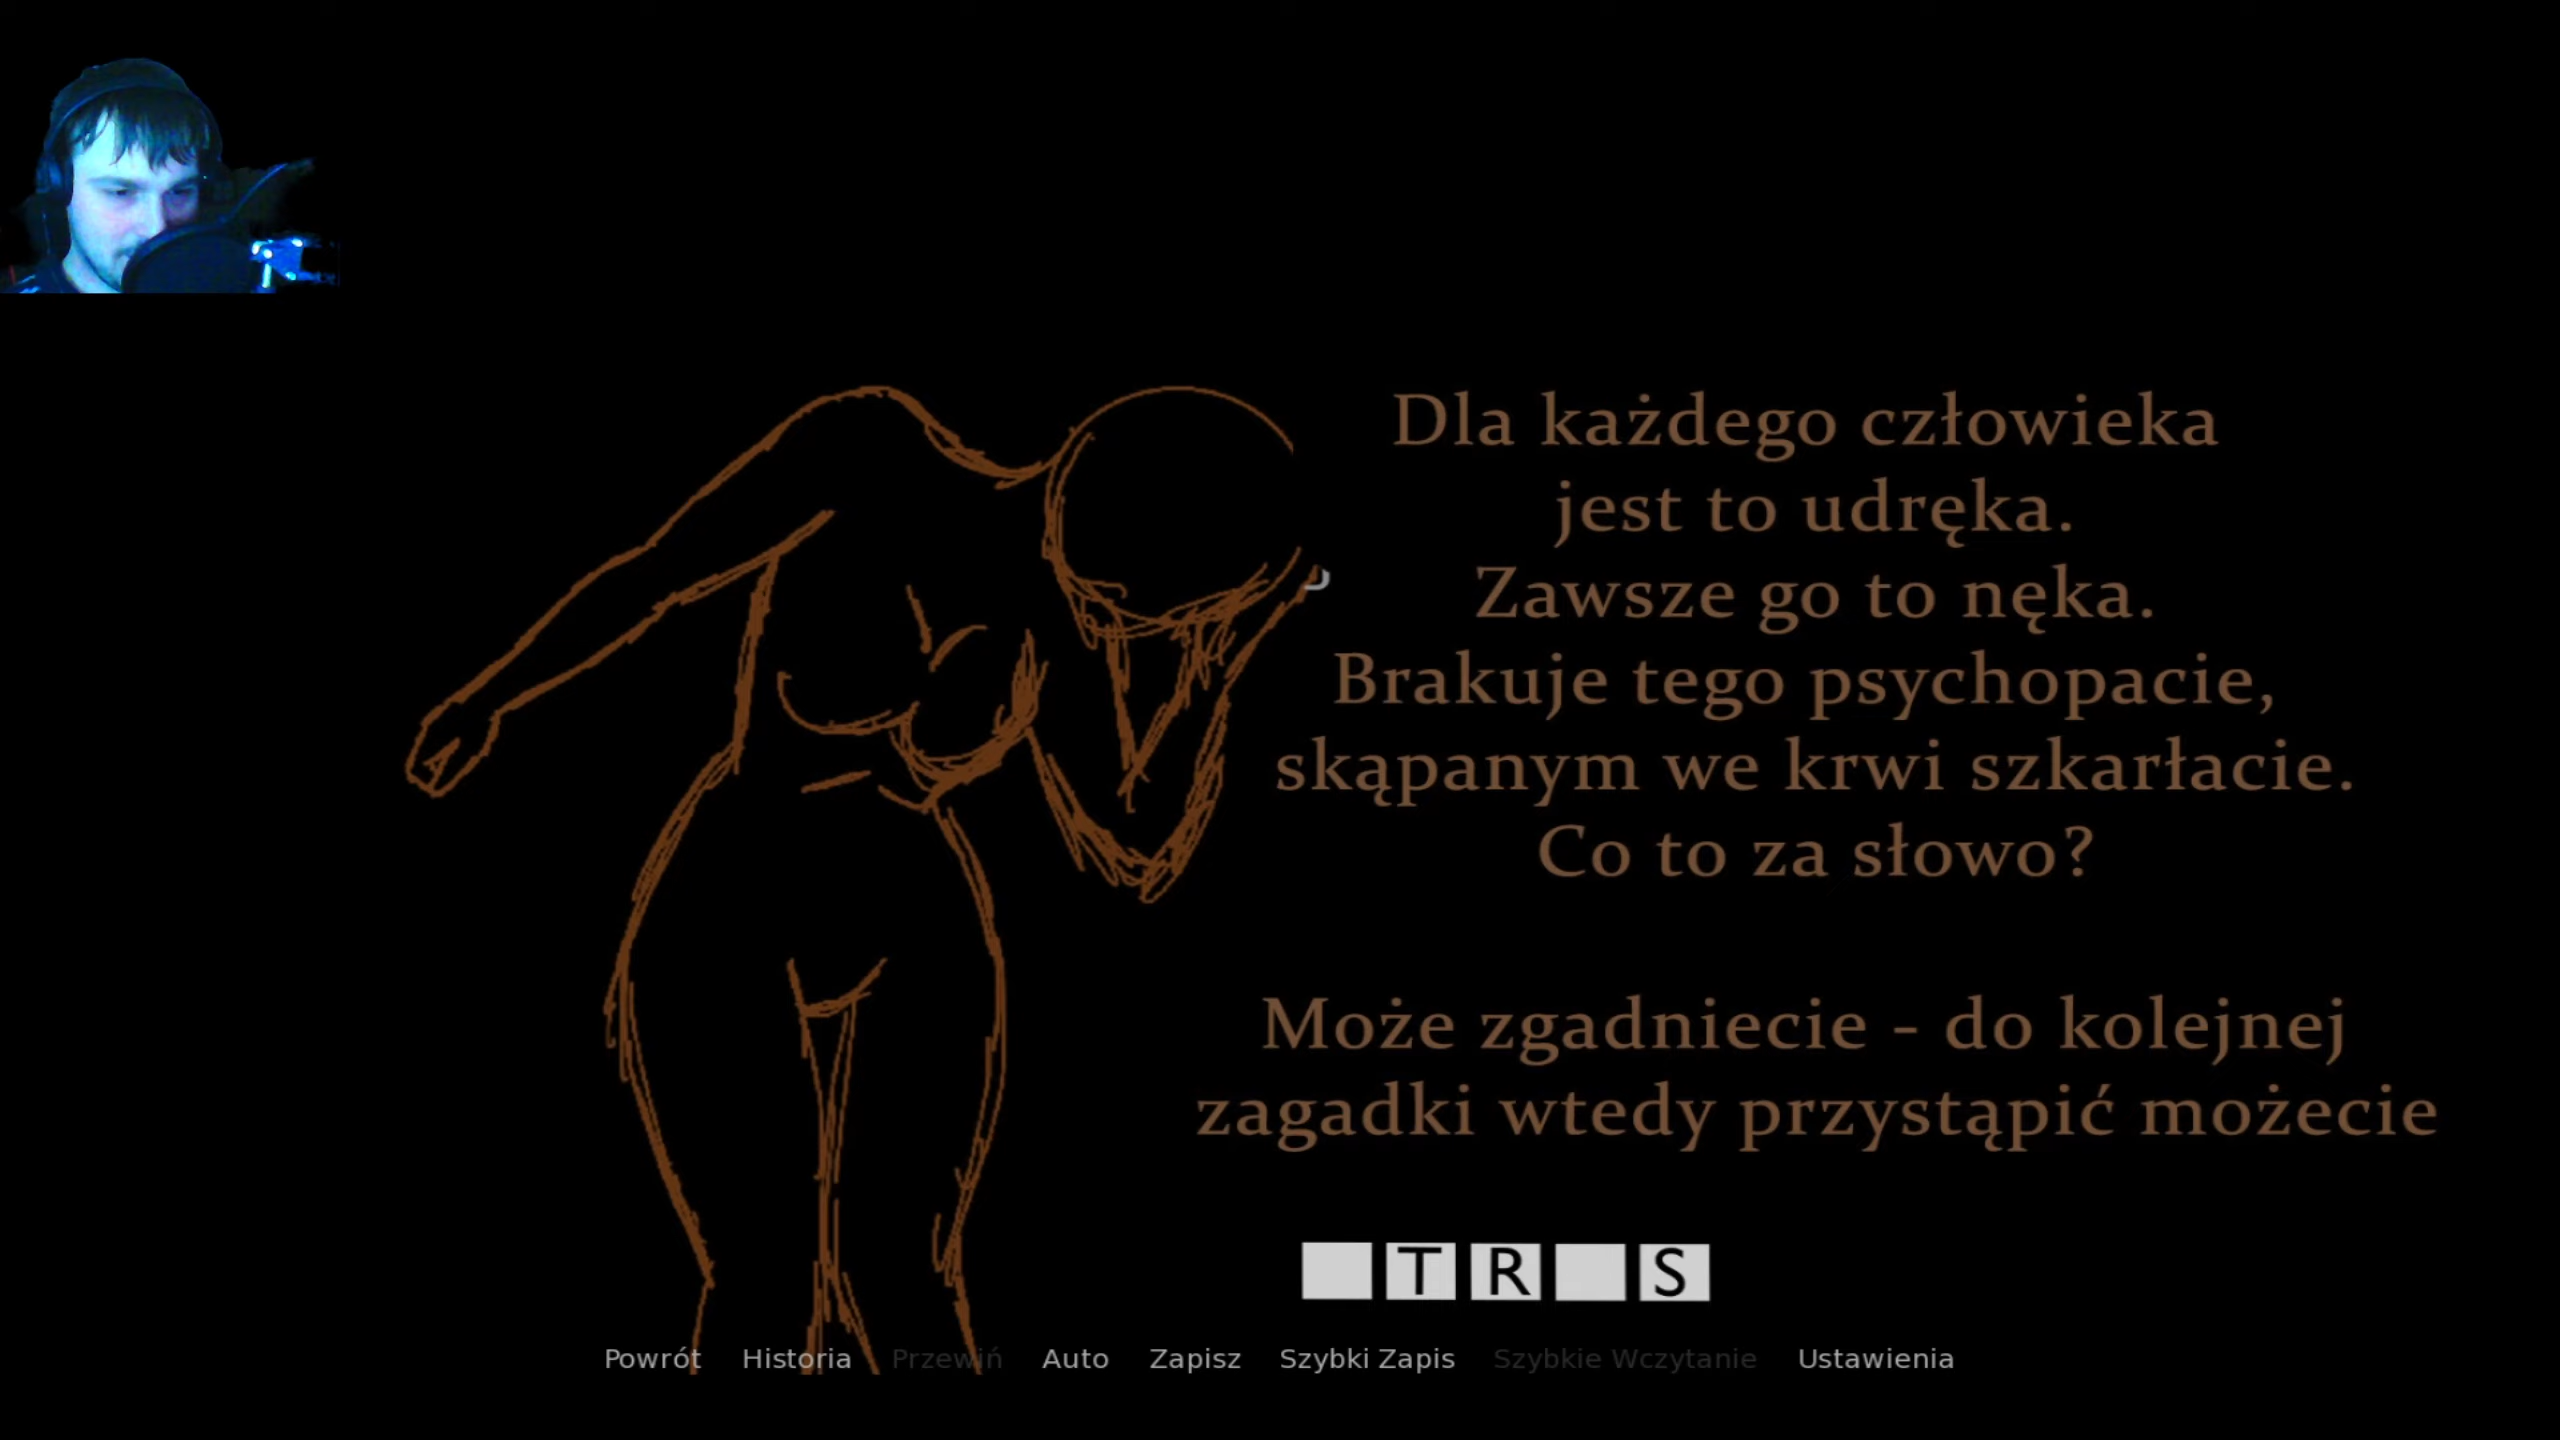 Dla każdego człowieka
jest to udręka.
Zawsze go to nęka.
Brakuje tego psychopacie,
skąpanym we krwi szkarłacie.
Co to za słowo?
Może zgadniecie - do kolejnej
zagadki wtedy przystąpić możecie
T R S
Powrót Historia Przewiń Auto Zapisz Szybki Zapis Szybkie Wczytanie Ustawienia